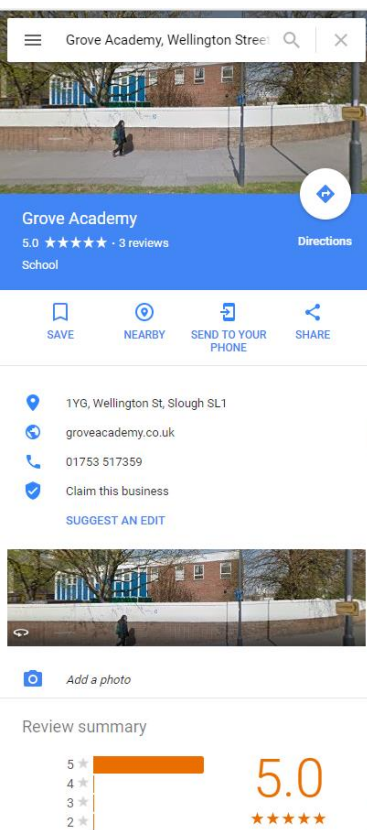 Grove Academy, Wellington Street
Grove Academy
5.0 ★★★★★ · 3 reviews
Directions
School
SAVE
NEARBY
SEND TO YOUR
PHONE
SHARE
1YG, Wellington St, Slough SL1
groveacademy.co.uk
01753 517359
Claim this business
SUGGEST AN EDIT
Add a photo
Review summary
5 ★
4 ★
3 ★
2 ★
5.0
★★★★★